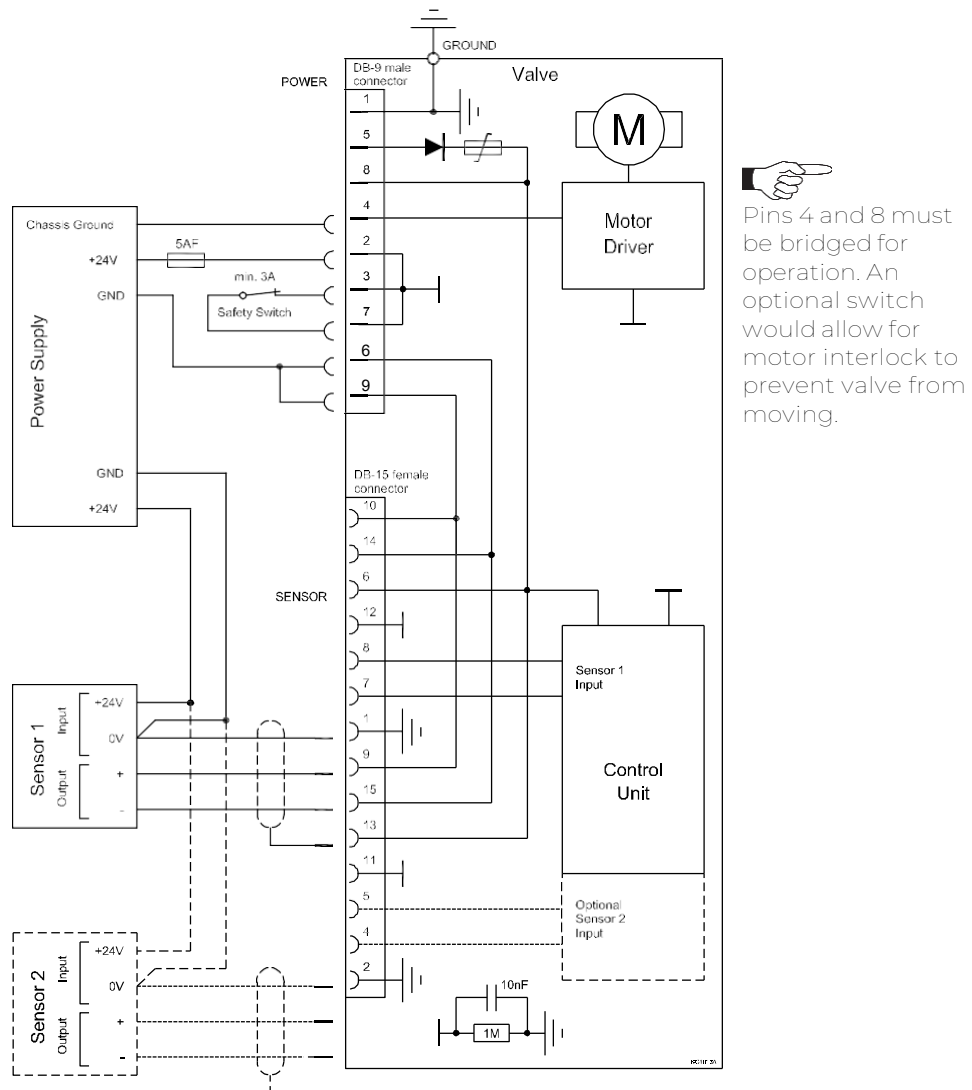 GROUND
POWER
DB-9 male
connector
Valve
1
5
8
4
2
3
7
6
9
M
Motor
Driver
Pins 4 and 8 must
be bridged for
operation. An
optional switch
would allow for
motor interlock to
prevent valve from
moving.
Power Supply
Chassis Ground
+24V
5AF
GND
min. 3A
Safety Switch
GND
+24V
SENSOR
DB-15 female
connector
10
14
6
12
8
7
1
9
15
13
11
5
4
2
Sensor 1
Input
Control
Unit
Optional
Sensor 2
Input
Sensor 1
Input
+24V
0V
Output
+
-
Sensor 2
Input
+24V
0V
Output
+
-
10nF
1M